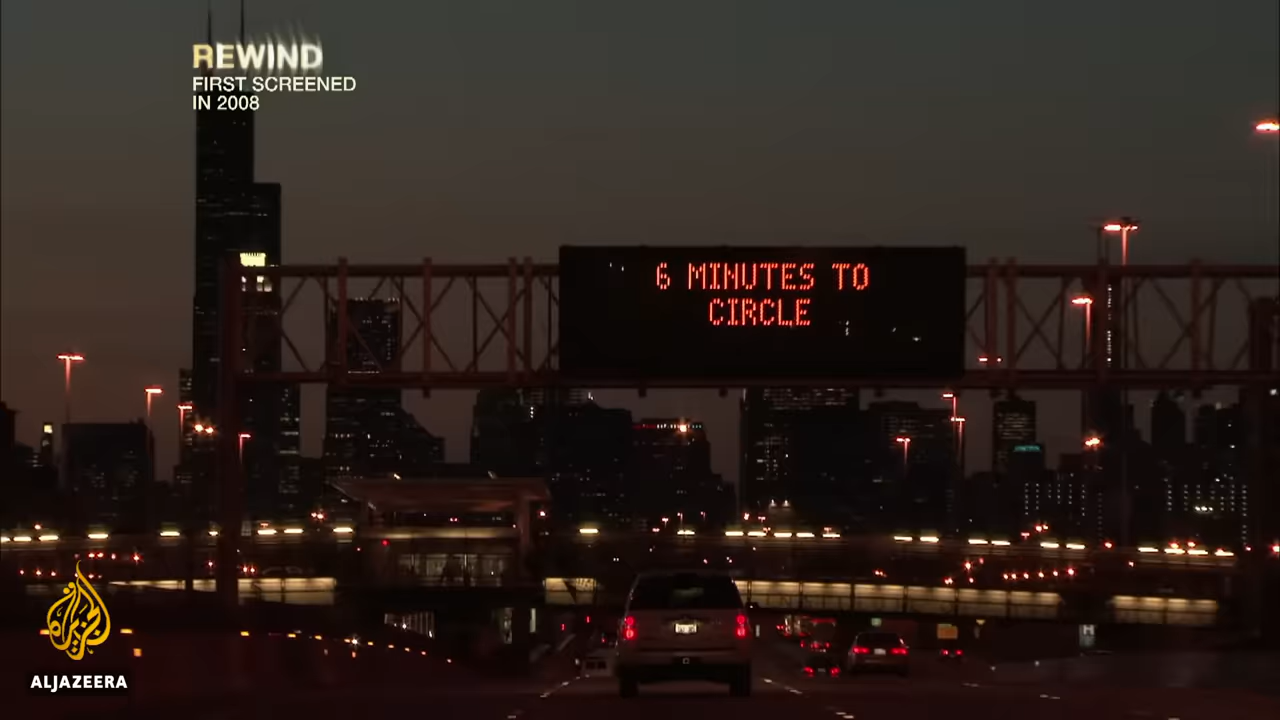 REWIND
FIRST SCREENED
IN 2008
6 MINUTES TO
CIRCLE
ALJAZEERA